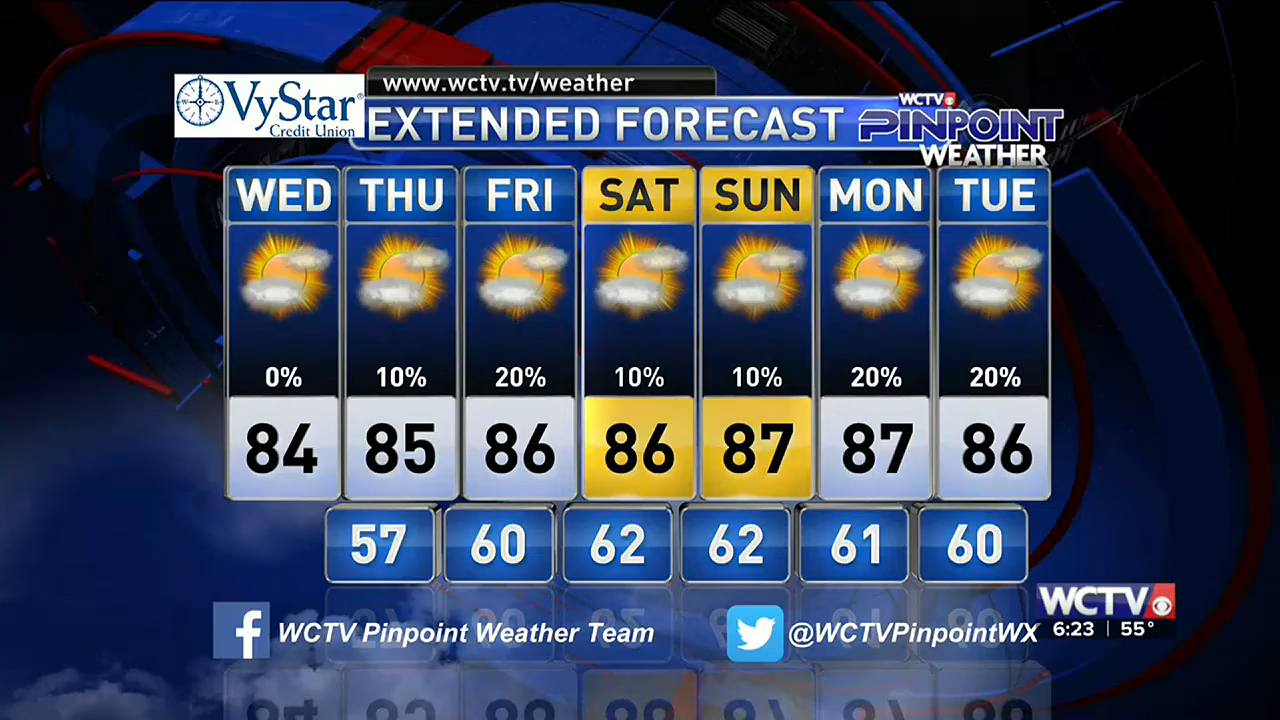 www.wctv.tv/weather
VyStar
Credit Union
EXTENDED FORECAST
WCTV
PINPOINT
WEATHER
WED THU FRI SAT SUN MON TUE
0% 10% 20% 10% 10% 20% 20%
84 85 86 86 87 87 86
57 60 62 62 61 60
WCTV Pinpoint Weather Team
@WCTVPinpointWX
WCTV
6:23 | 55°